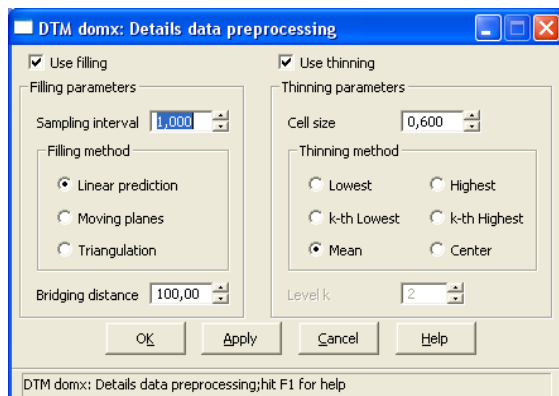 DTM domx: Details data preprocessing
Use filling
Use thinning
Filling parameters
Sampling interval 1,000
Filling method
Linear prediction
Moving planes
Triangulation
Bridging distance 100,00
Thinning parameters
Cell size 0,600
Thinning method
Lowest Highest
k-th Lowest k-th Highest
Mean Center
Level k 2
OK Apply Cancel Help
DTM domx: Details data preprocessing;hit F1 for help